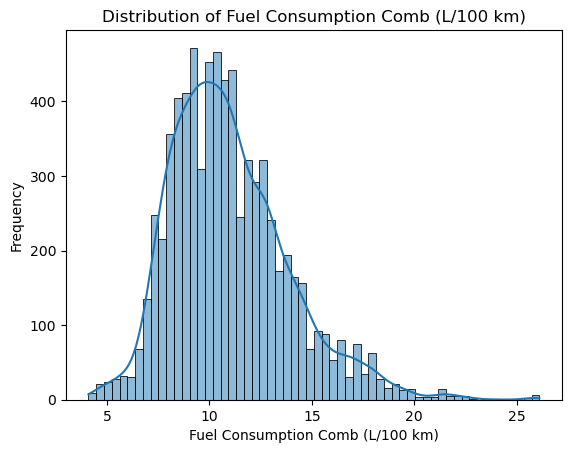 Distribution of Fuel Consumption Comb (L/100 km)
Frequency
400
300
200
100
0
5 10 15 20 25
Fuel Consumption Comb (L/100 km)